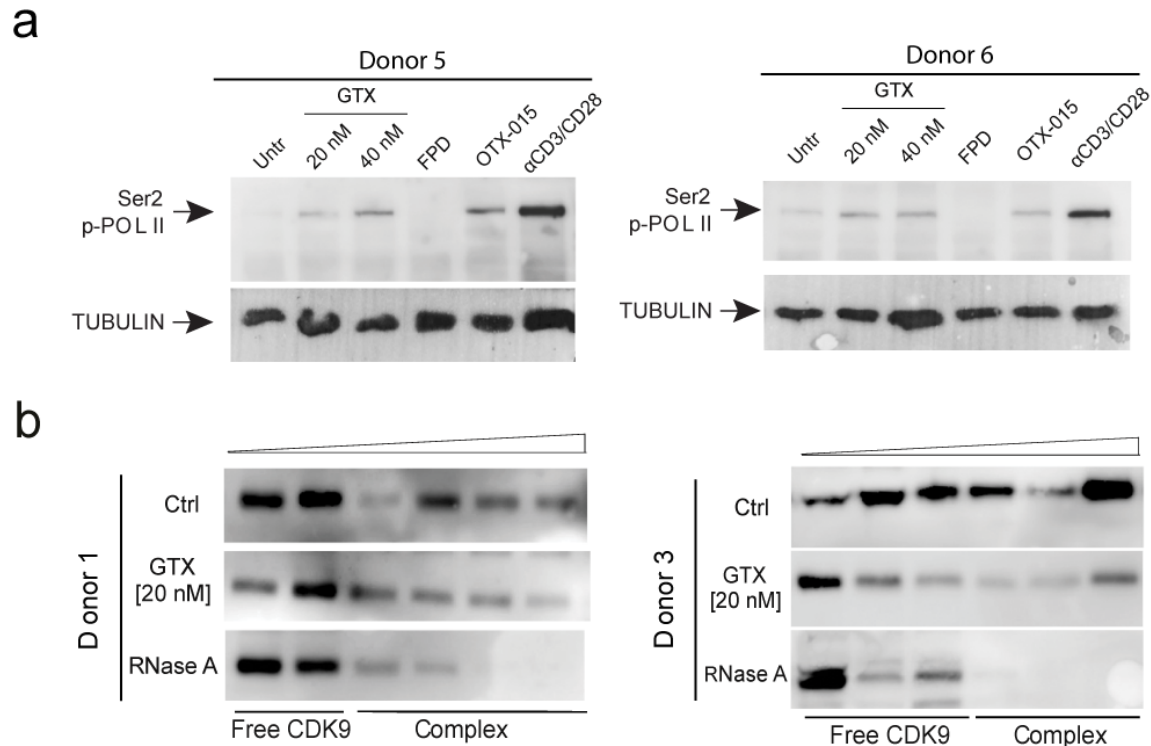 a
Donor 5
GTX
Untr
20 nM
40 nM
FPD
OTX-015
αCD3/CD28
Ser2
p-POL II
TUBULIN
Donor 6
GTX
Untr
20 nM
40 nM
FPD
OTX-015
αCD3/CD28
Ser2
p-POL II
TUBULIN
b
Donor 1
Ctrl
GTX
[20 nM]
RNase A
Free CDK9
Complex
Donor 3
Ctrl
GTX
[20 nM]
RNase A
Free CDK9
Complex